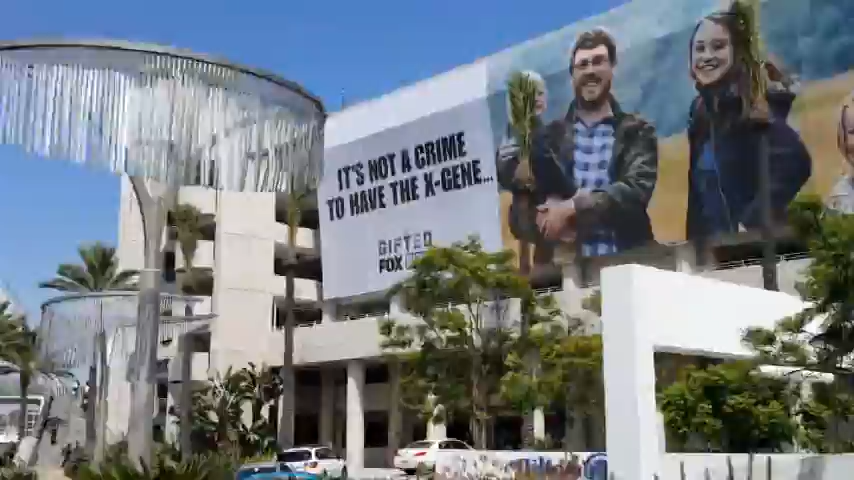 IT'S NOT A CRIME
TO HAVE THE X-GENE...
GIFTED
FOX